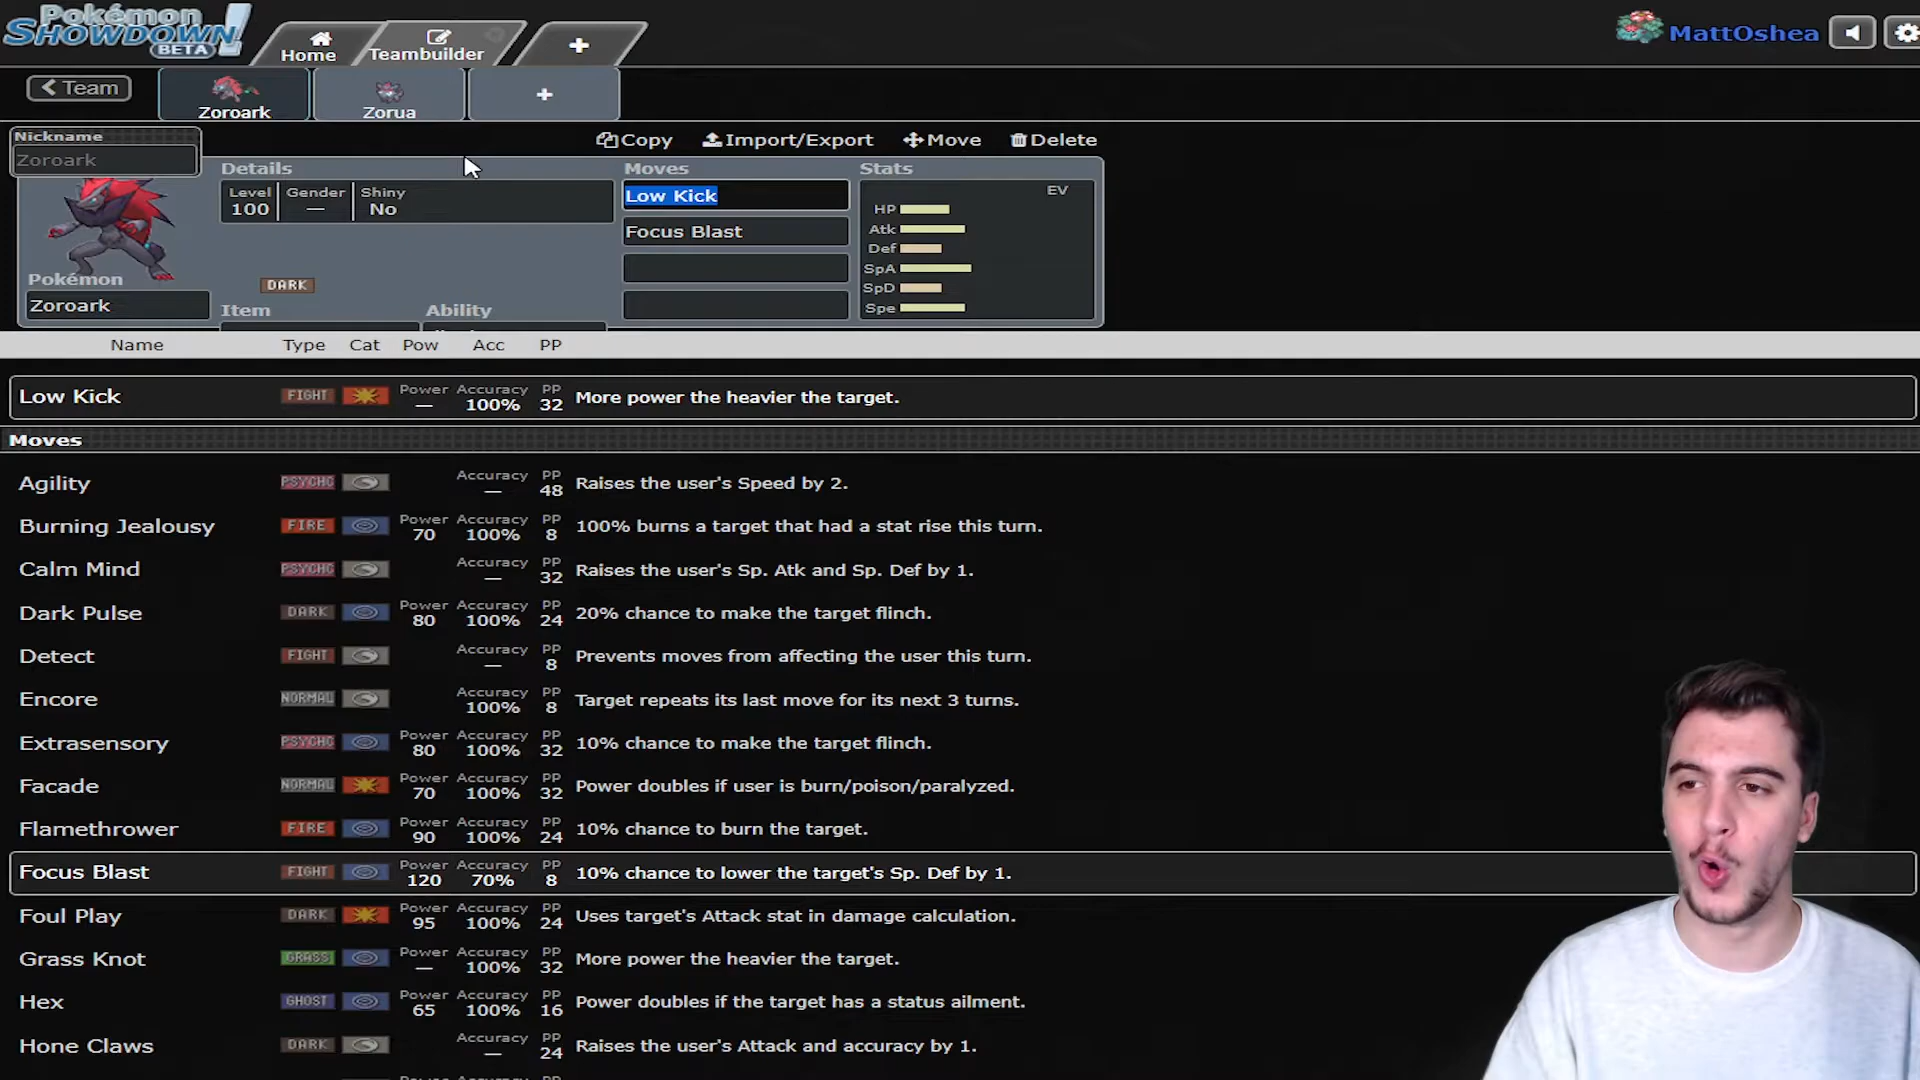 Pokémon
SHOWDOWN!
BETA
Home
Teambuilder
+
MattOshea
Team
Zoroark
Zorua
+
Nickname
Zoroark
Copy
Import/Export
Move
Delete
Details
Level
100
Gender
—
Shiny
No
Moves
Low Kick
Focus Blast
Stats
EV
HP
Atk
Def
SpA
SpD
Spe
Pokémon
Zoroark
DARK
Item
Ability
Name Type Cat Pow Acc PP
Low Kick FIGHT Power — Accuracy 100% PP 32 More power the heavier the target.
Moves
Agility PSYCHC Accuracy — PP 48 Raises the user's Speed by 2.
Burning Jealousy FIRE Power 70 Accuracy 100% PP 8 100% burns a target that had a stat rise this turn.
Calm Mind PSYCHC Accuracy — PP 32 Raises the user's Sp. Atk and Sp. Def by 1.
Dark Pulse DARK Power 80 Accuracy 100% PP 24 20% chance to make the target flinch.
Detect FIGHT Accuracy — PP 8 Prevents moves from affecting the user this turn.
Encore NORMAL Accuracy 100% PP 8 Target repeats its last move for its next 3 turns.
Extrasensory PSYCHC Power 80 Accuracy 100% PP 32 10% chance to make the target flinch.
Facade NORMAL Power 70 Accuracy 100% PP 32 Power doubles if user is burn/poison/paralyzed.
Flamethrower FIRE Power 90 Accuracy 100% PP 24 10% chance to burn the target.
Focus Blast FIGHT Power 120 Accuracy 70% PP 8 10% chance to lower the target's Sp. Def by 1.
Foul Play DARK Power 95 Accuracy 100% PP 24 Uses target's Attack stat in damage calculation.
Grass Knot GRASS Power — Accuracy 100% PP 32 More power the heavier the target.
Hex GHOST Power 65 Accuracy 100% PP 16 Power doubles if the target has a status ailment.
Hone Claws DARK Accuracy — PP 24 Raises the user's Attack and accuracy by 1.